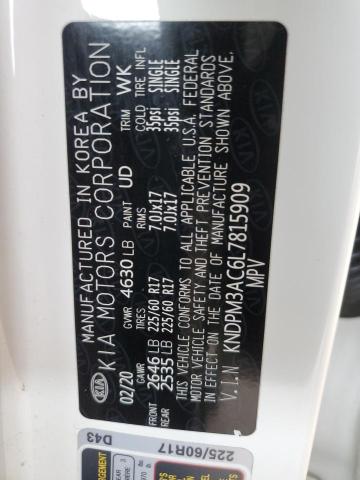 KIA
MANUFACTURED IN KOREA BY
KIA MOTORS CORPORATION
02/20 GVWR 4630 LB PAINT UD TRIM WK
GAWR TIRES RIMS COLD TIRE INFL
FRONT 2646 LB 225/60 R17 7.0JX17 35psi SINGLE
REAR 2535 LB 225/60 R17 7.0JX17 35psi SINGLE
THIS VEHICLE CONFORMS TO ALL APPLICABLE U.S.A. FEDERAL
MOTOR VEHICLE SAFETY AND THEFT PREVENTION STANDARDS
IN EFFECT ON THE DATE OF MANUFACTURE SHOWN ABOVE.
V.I.N KNDPM3AC6L7815909
MPV
225/60R17 D43